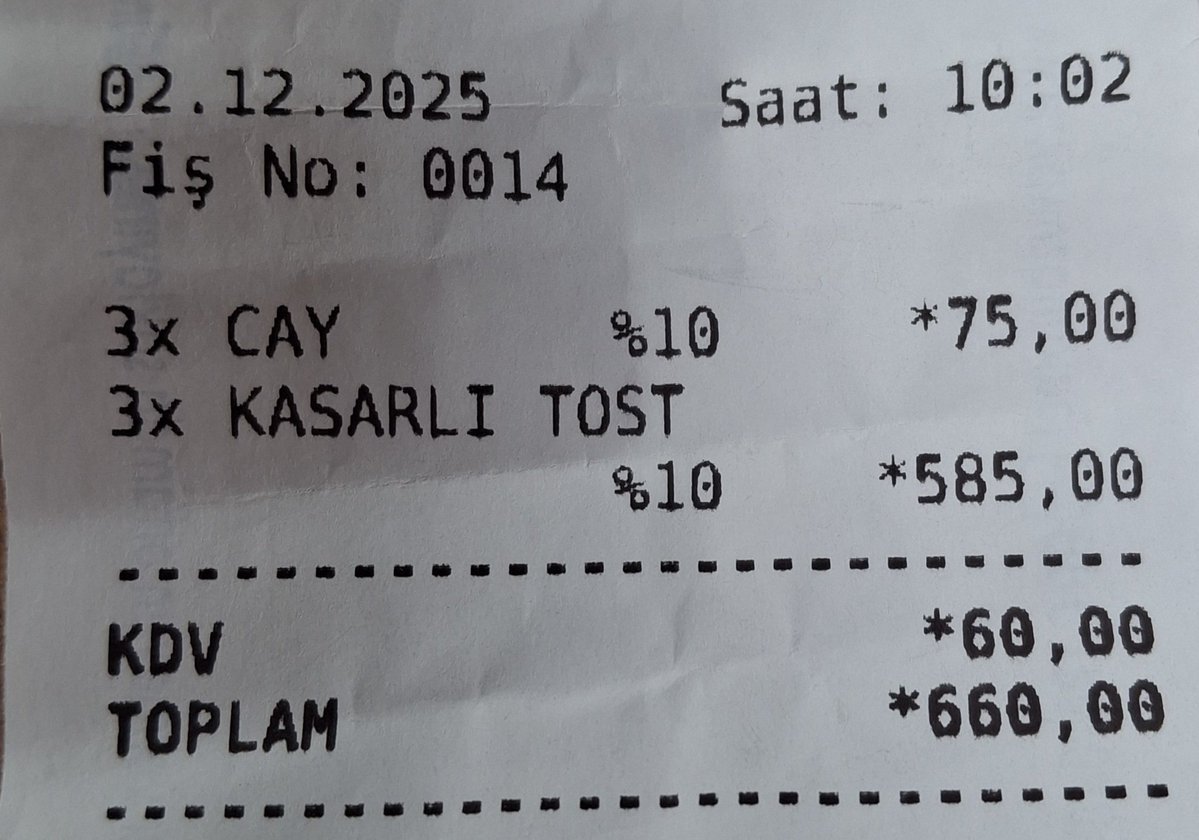 02.12.2025 Saat: 10:02
Fiş No: 0014
3x CAY %10 *75,00
3x KASARLI TOST
%10 *585,00
KDV *60,00
TOPLAM *660,00